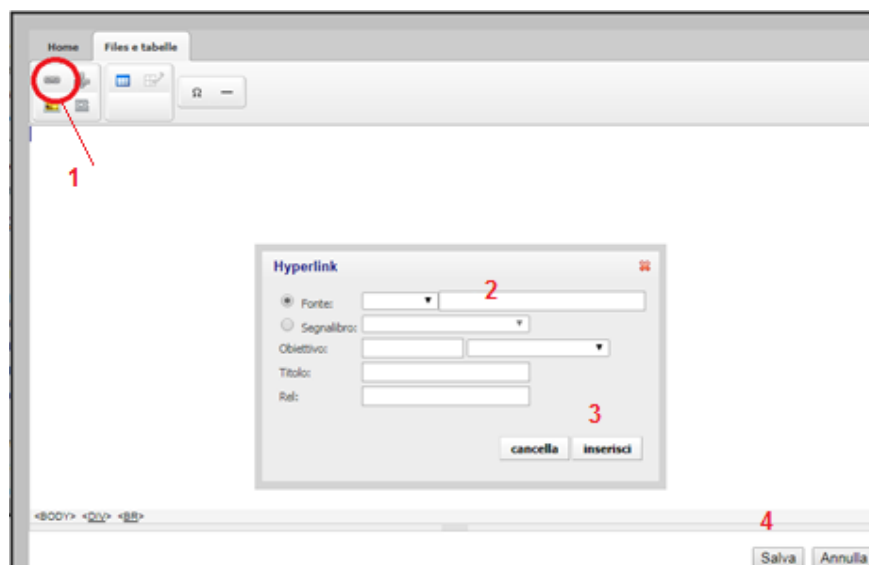 Home Files e tabelle
Ω —
1
Hyperlink
2
Fonte:
Segnalibro:
Obiettivo:
Titolo:
Rel:
3
cancella inserisci
<BODY> <DIV> <BR>
4
Salva Annulla